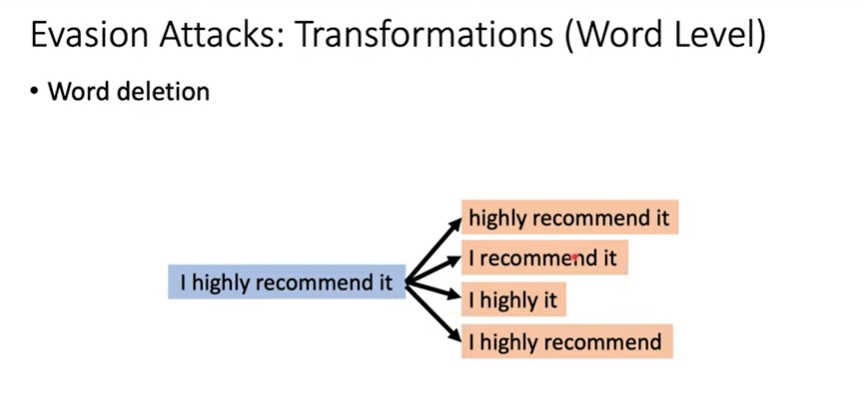 Evasion Attacks: Transformations (Word Level)
• Word deletion
highly recommend it
I recommend it
I highly recommend it
I highly it
I highly recommend